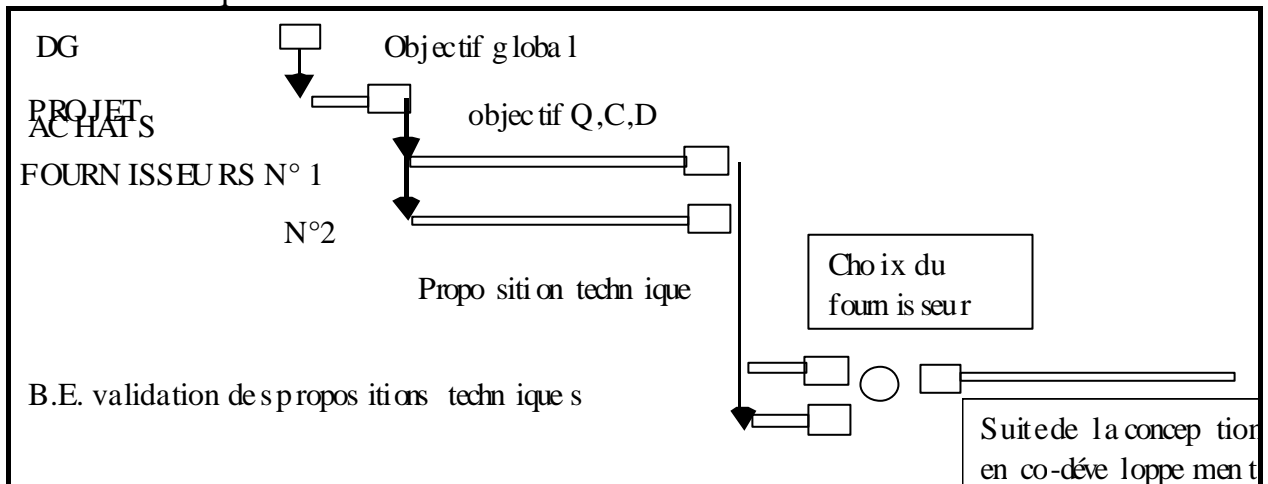 DG
Objectif global
PROJET
ACHATS
objectif Q,C,D
FOURNISSEURS N° 1
N°2
Choix du
fournisseur
Proposition technique
B.E. validation des propositions techniques
Suite de la conception
en co-développement